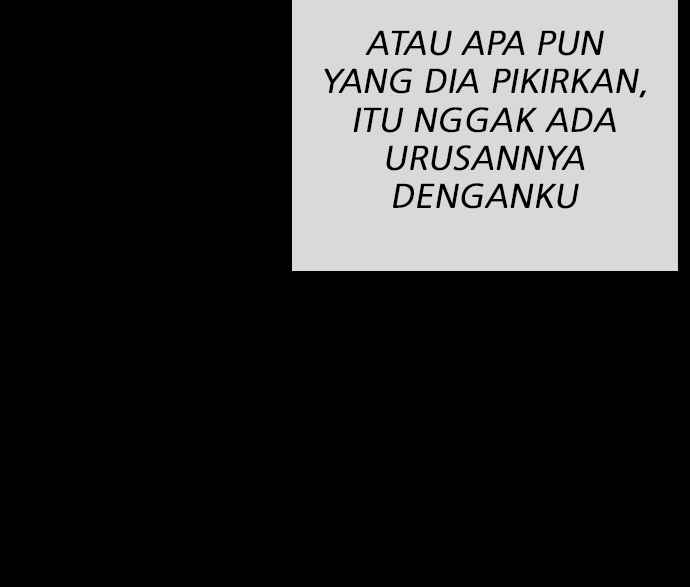 ATAU APA PUN
YANG DIA PIKIRKAN,
ITU NGGAK ADA
URUSANNYA
DENGANKU